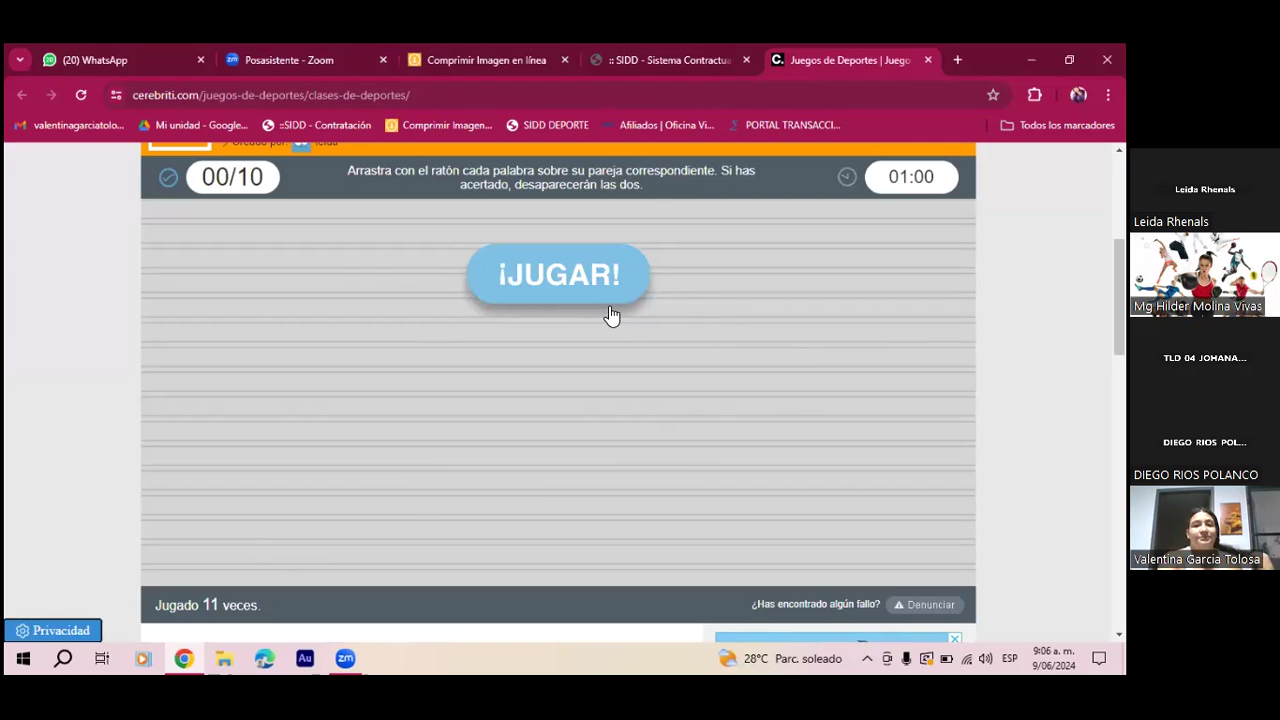 (20) WhatsApp
Posasistente - Zoom
Comprimir Imagen en línea
:: SIDD - Sistema Contractua
C. Juegos de Deportes | Juego
cerebriti.com/juegos-de-deportes/clases-de-deportes/
valentinagarciatolo...
Mi unidad - Google...
::SIDD - Contratación
Comprimir Imagen...
SIDD DEPORTE
Afiliados | Oficina Vi...
PORTAL TRANSACCI...
Todos los marcadores
00/10
Arrastra con el ratón cada palabra sobre su pareja correspondiente. Si has
acertado, desaparecerán las dos.
01:00
¡JUGAR!
Jugado 11 veces.
¿Has encontrado algún fallo?
Denunciar
Privacidad
Au
zm
28°C Parc. soleado
ESP
9:06 a. m.
9/06/2024
Leida Rhenals
Leida Rhenals
Mg Hilder Molina Vivas
TLD 04 JOHANA...
DIEGO RIOS POL...
DIEGO RIOS POLANCO
Valentina Garcia Tolosa